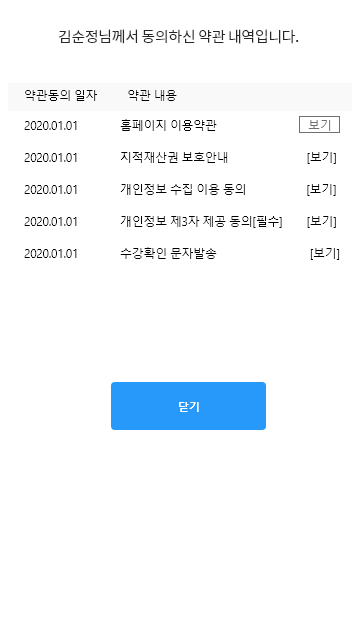 김순정님께서 동의하신 약관 내역입니다.
약관동의 일자 약관 내용
2020.01.01 홈페이지 이용약관 보기
2020.01.01 지적재산권 보호안내 [보기]
2020.01.01 개인정보 수집 이용 동의 [보기]
2020.01.01 개인정보 제3자 제공 동의[필수] [보기]
2020.01.01 수강확인 문자발송 [보기]
닫기